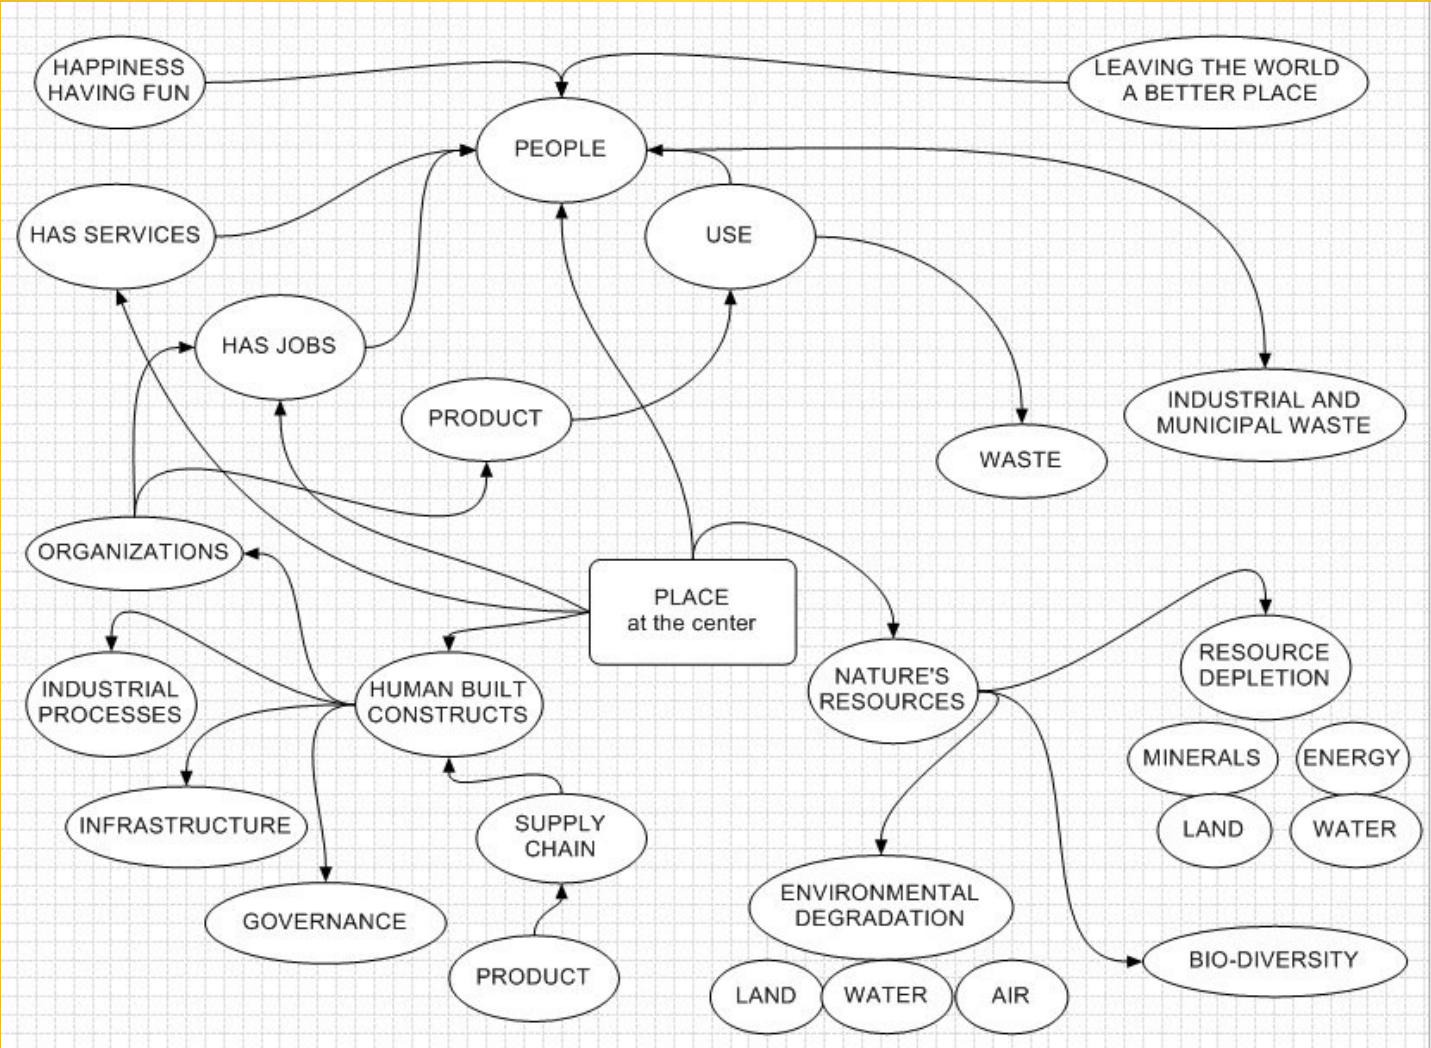 HAPPINESS
HAVING FUN
LEAVING THE WORLD
A BETTER PLACE
PEOPLE
HAS SERVICES
USE
HAS JOBS
PRODUCT
INDUSTRIAL AND
MUNICIPAL WASTE
WASTE
ORGANIZATIONS
PLACE
at the center
INDUSTRIAL
PROCESSES
HUMAN BUILT
CONSTRUCTS
NATURE'S
RESOURCES
RESOURCE
DEPLETION
MINERALS
ENERGY
LAND
WATER
INFRASTRUCTURE
SUPPLY
CHAIN
GOVERNANCE
ENVIRONMENTAL
DEGRADATION
PRODUCT
BIO-DIVERSITY
LAND
WATER
AIR